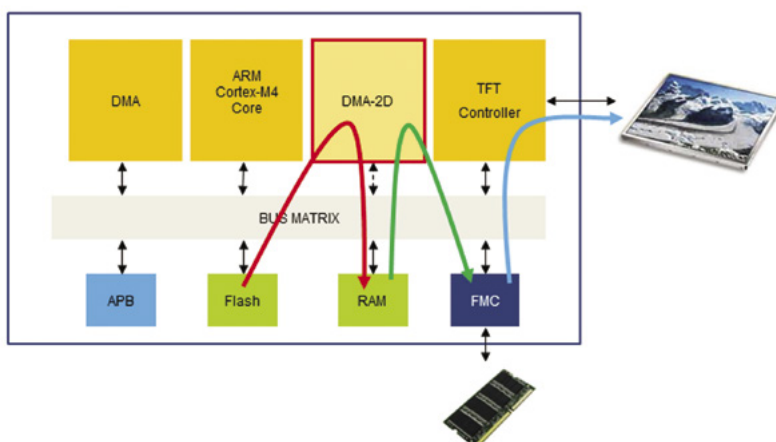 DMA
ARM
Cortex-M4
Core
DMA-2D
TFT
Controller
BUS MATRIX
APB
Flash
RAM
FMC